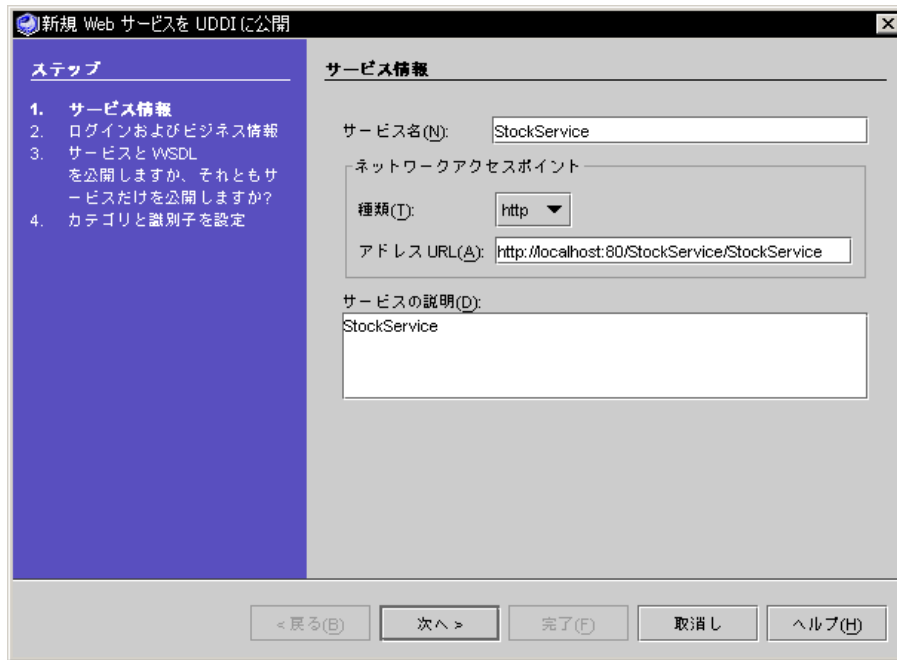 新規 Web サービスを UDDI に公開
ステップ
1. サービス情報
2. ログインおよびビジネス情報
3. サービスと WSDL
を公開しますか、それともサ
ービスだけを公開しますか?
4. カテゴリと識別子を設定
サービス情報
サービス名(N): StockService
ネットワークアクセスポイント
種類(T): http
アドレス URL(A): http://localhost:80/StockService/StockService
サービスの説明(D):
StockService
< 戻る(B) 次へ > 完了(F) 取消し ヘルプ(H)